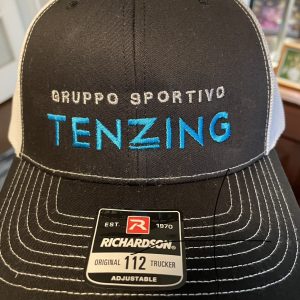 GRUPPO SPORTIVO
TENZING
EST. R 1970
RICHARDSON
ORIGINAL 112 TRUCKER
ADJUSTABLE